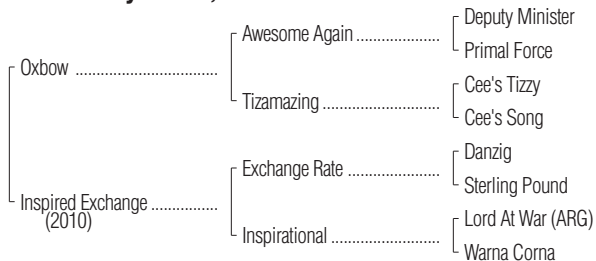 Deputy Minister
Awesome Again ....................
Primal Force
Oxbow ..................................
Cee's Tizzy
Tizamazing ............................
Cee's Song
Danzig
Exchange Rate ......................
Sterling Pound
Inspired Exchange ................
(2010)
Lord At War (ARG)
Inspirational ..........................
Warna Corna